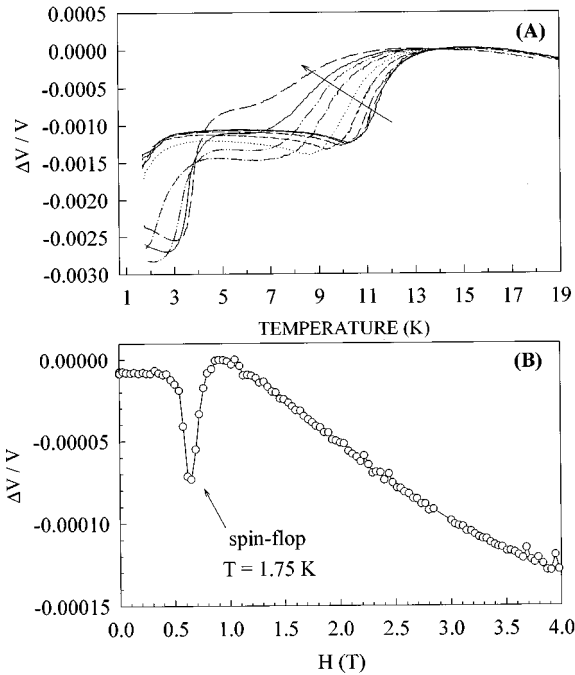 0.0005
(A)
0.0000
-0.0005
-0.0010
-0.0015
-0.0020
-0.0025
-0.0030
ΔV / V
1 3 5 7 9 11 13 15 17 19
TEMPERATURE (K)
0.00000
(B)
-0.00005
-0.00010
-0.00015
ΔV / V
spin-flop
T = 1.75 K
0.0 0.5 1.0 1.5 2.0 2.5 3.0 3.5 4.0
H (T)